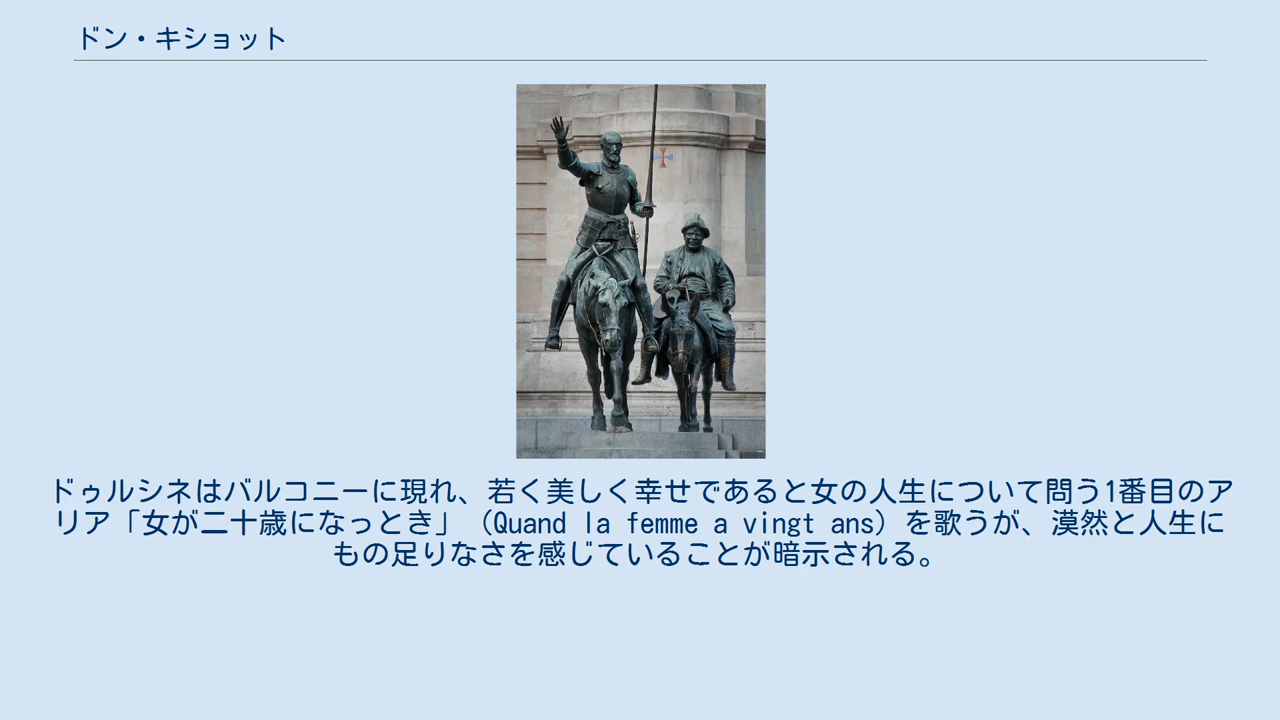 ドン・キショット
ドゥルシネはバルコニーに現れ、若く美しく幸せであると女の人生について問う1番目のア
リア「女が二十歳になっとき」（Quand la femme a vingt ans）を歌うが、漠然と人生に
もの足りなさを感じていることが暗示される。